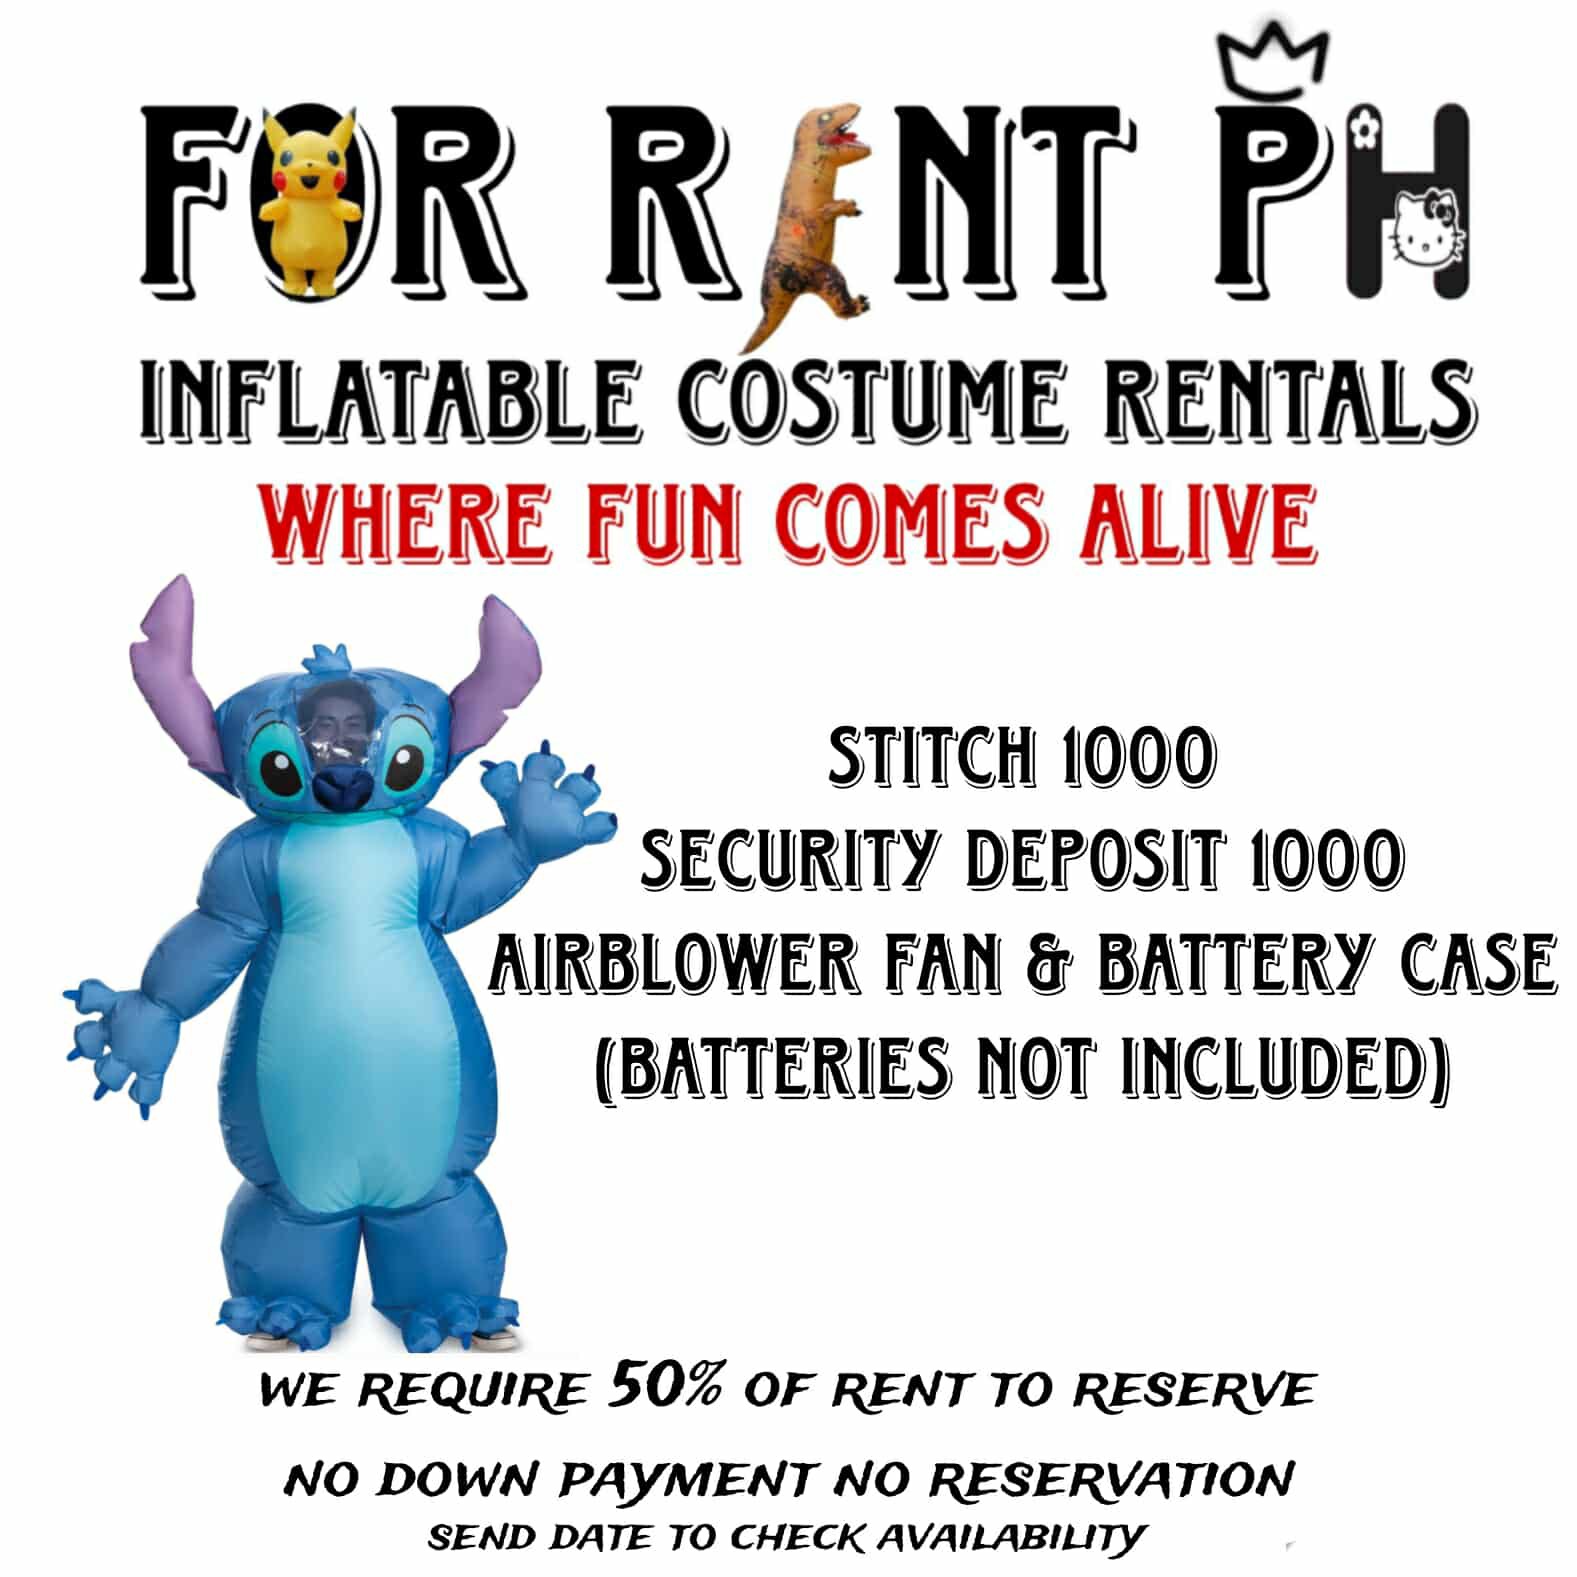 FOR RENT PH
INFLATABLE COSTUME RENTALS
WHERE FUN COMES ALIVE
STITCH 1000
SECURITY DEPOSIT 1000
AIRBLOWER FAN & BATTERY CASE
(BATTERIES NOT INCLUDED)
WE REQUIRE 50% OF RENT TO RESERVE
NO DOWN PAYMENT NO RESERVATION
SEND DATE TO CHECK AVAILABILITY